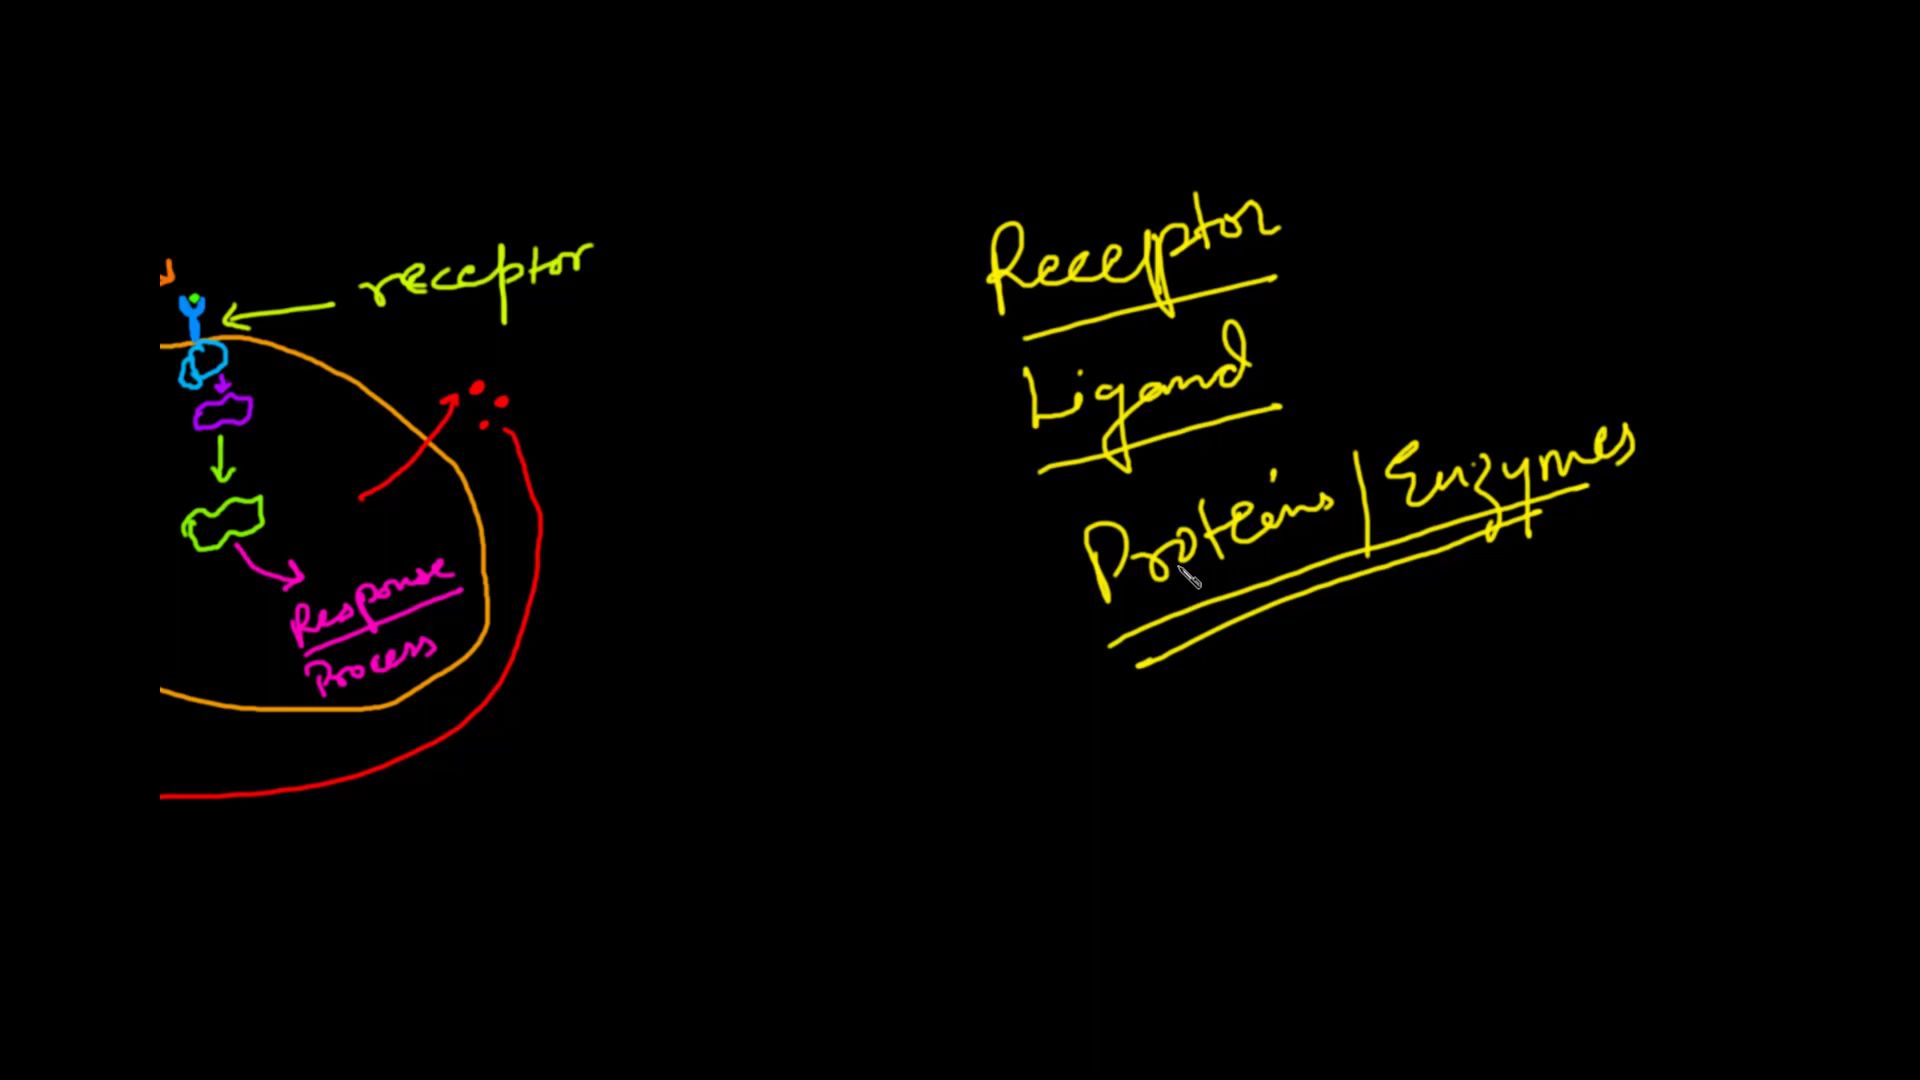 receptor
Response
Process
Receptor
Ligand
Proteins/Enzymes